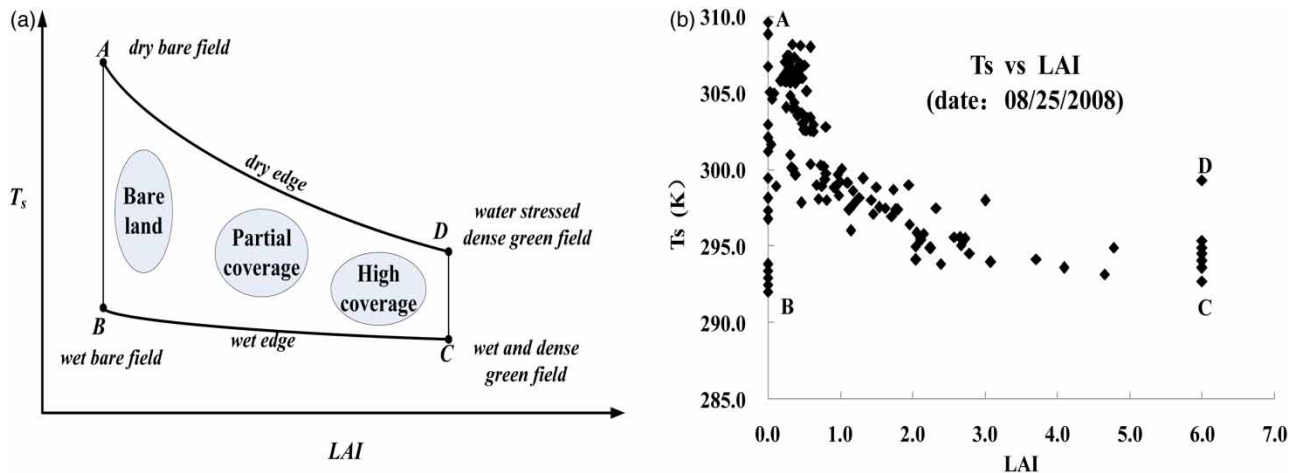 (a)
A
dry bare field
dry edge
T_s
Bare
land
Partial
coverage
High
coverage
D
water stressed
dense green field
B
wet bare field
wet edge
C
wet and dense
green field
LAI
(b)
310.0
305.0
300.0
295.0
290.0
285.0
Ts (K)
A
Ts vs LAI
(date: 08/25/2008)
D
B
C
0.0 1.0 2.0 3.0 4.0 5.0 6.0 7.0
LAI